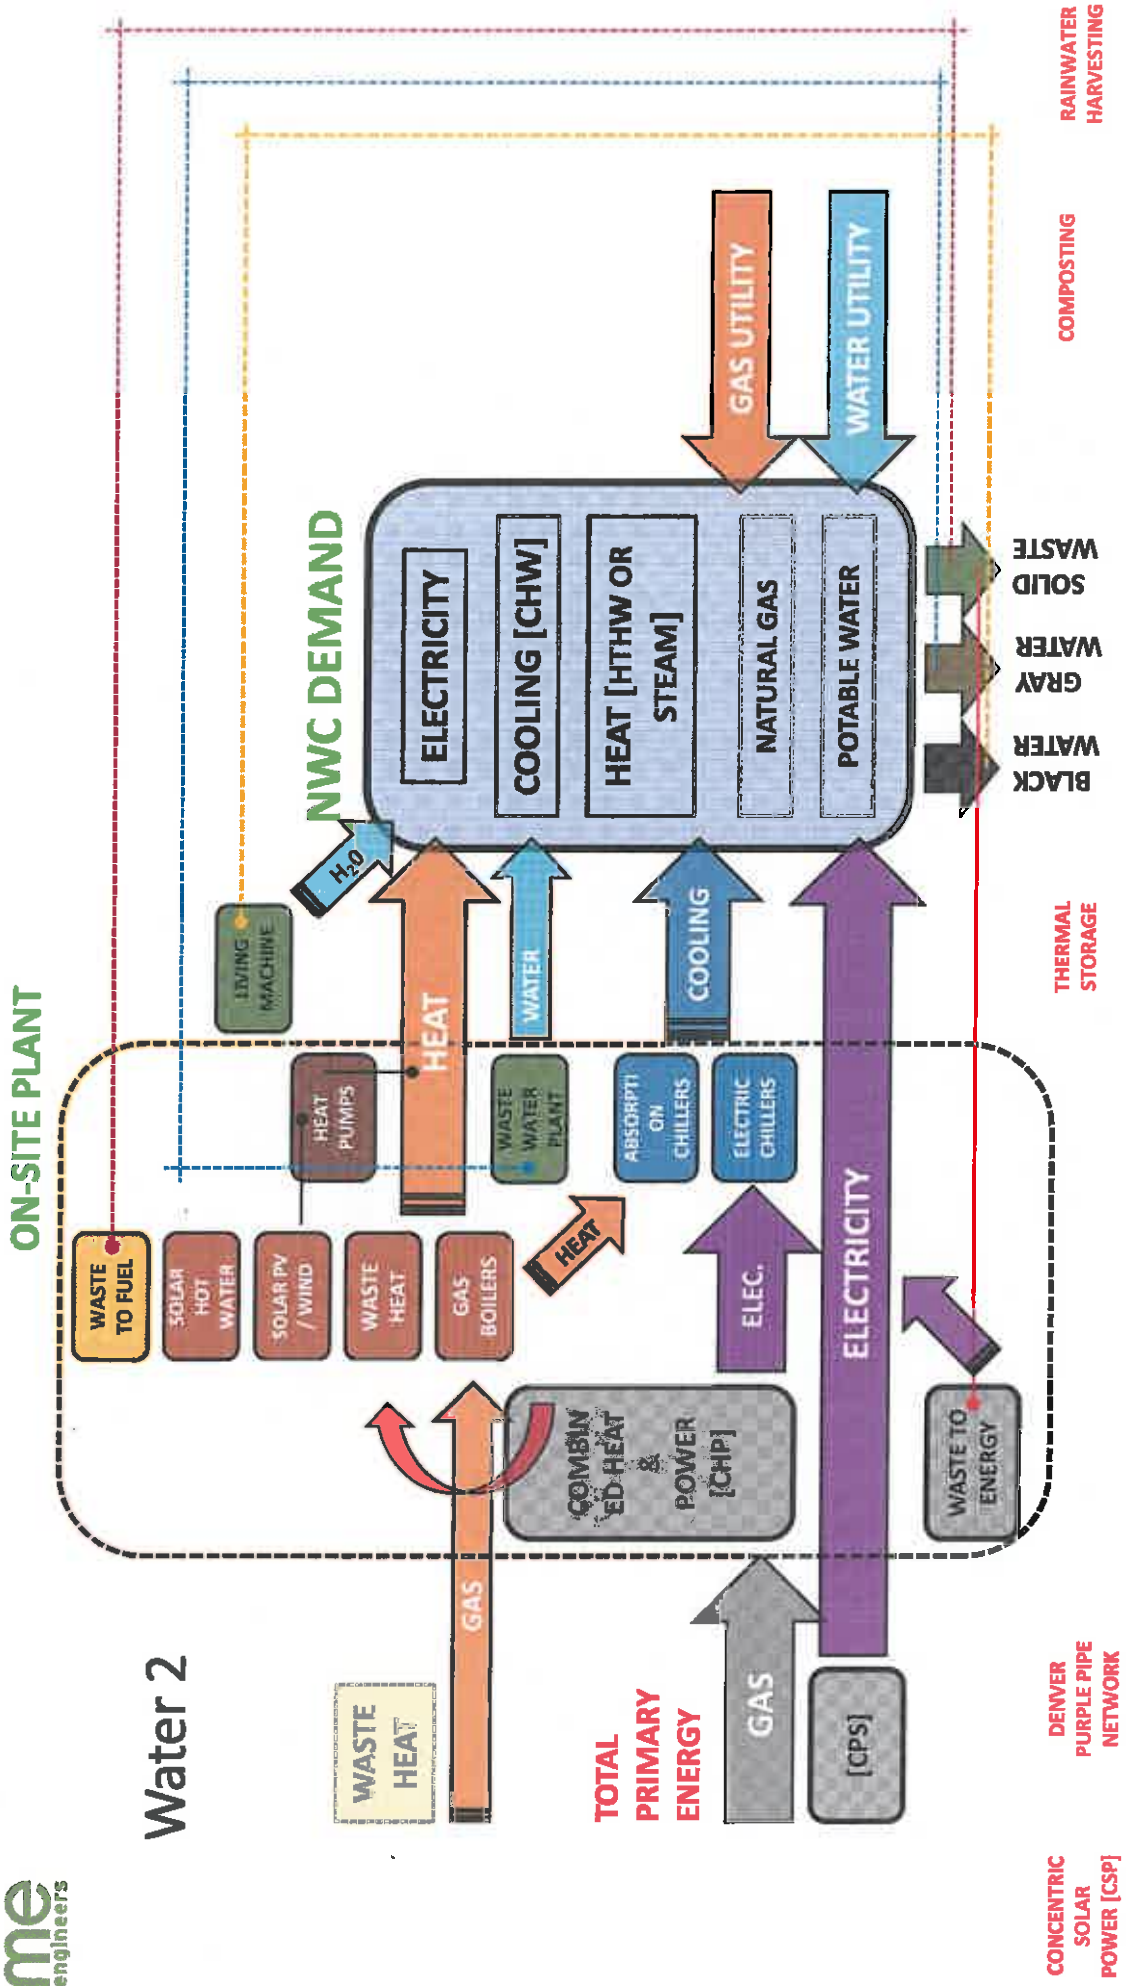 me
engineers
Water 2
ON-SITE PLANT
NWC DEMAND
WASTE
TO FUEL
SOLAR
HOT
WATER
SOLAR PV
/ WIND
WASTE
HEAT
GAS
BOILERS
HEAT
PUMPS
LIVING
MACHINE
H₂0
HEAT
WASTE
WATER
PLANT
WATER
HEAT
ABSORPTI
ON
CHILLERS
ELECTRIC
CHILLERS
COOLING
WASTE
HEAT
GAS
COMBIN
ED HEAT
&
POWER
[CHP]
ELEC.
TOTAL
PRIMARY
ENERGY
GAS
[CPS]
ELECTRICITY
WASTE TO
ENERGY
ELECTRICITY
COOLING [CHW]
HEAT [HTHW OR
STEAM]
NATURAL GAS
POTABLE WATER
GAS UTILITY
WATER UTILITY
BLACK
WATER
GRAY
WATER
SOLID
WASTE
CONCENTRIC
SOLAR
POWER [CSP]
DENVER
PURPLE PIPE
NETWORK
THERMAL
STORAGE
COMPOSTING
RAINWATER
HARVESTING